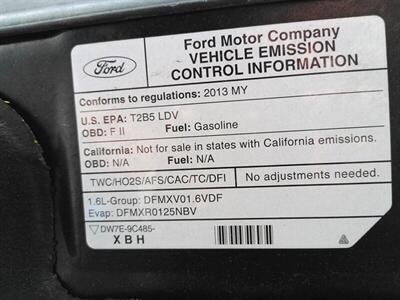 Ford Motor Company
VEHICLE EMISSION
CONTROL INFORMATION
Ford
Conforms to regulations: 2013 MY
U.S. EPA: T2B5 LDV
OBD: F II Fuel: Gasoline
California: Not for sale in states with California emissions.
OBD: N/A Fuel: N/A
TWC/HO2S/AFS/CAC/TC/DFI No adjustments needed.
1.6L-Group: DFMXV01.6VDF
Evap: DFMXR0125NBV
DW7E-9C485-
XBH